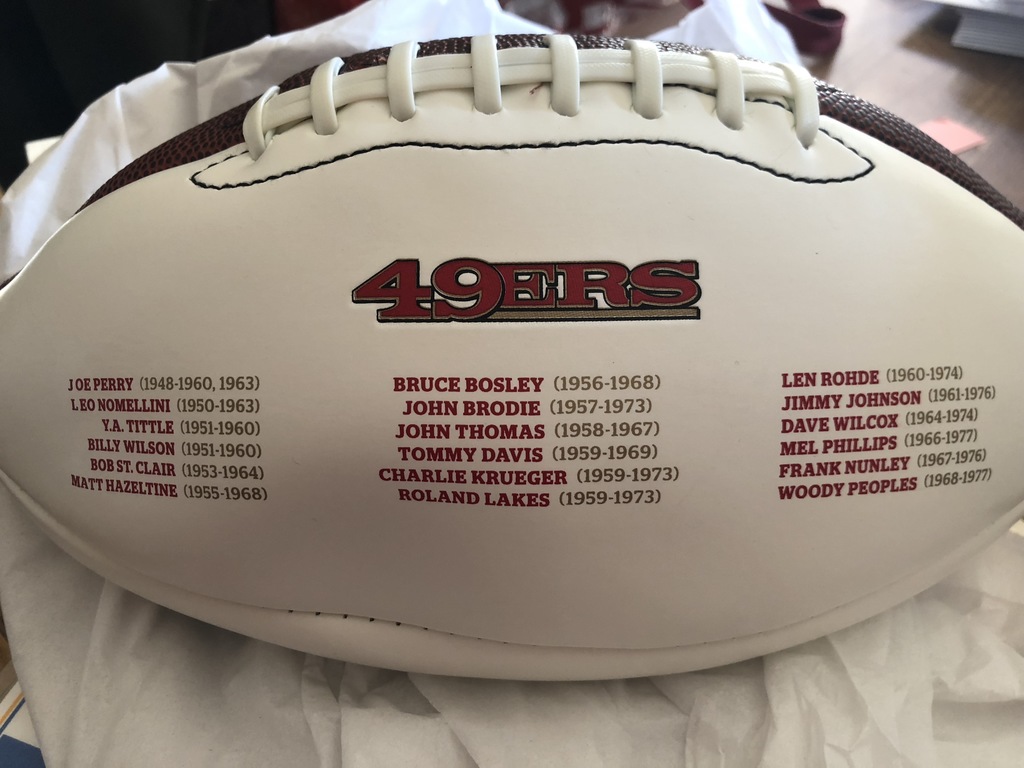 49ERS
JOE PERRY (1948-1960, 1963)
LEO NOMELLINI (1950-1963)
Y.A. TITTLE (1951-1960)
BILLY WILSON (1951-1960)
BOB ST. CLAIR (1953-1964)
MATT HAZELTINE (1955-1968)
BRUCE BOSLEY (1956-1968)
JOHN BRODIE (1957-1973)
JOHN THOMAS (1958-1967)
TOMMY DAVIS (1959-1969)
CHARLIE KRUEGER (1959-1973)
ROLAND LAKES (1959-1973)
LEN ROHDE (1960-1974)
JIMMY JOHNSON (1961-1976)
DAVE WILCOX (1964-1974)
MEL PHILLIPS (1966-1977)
FRANK NUNLEY (1967-1976)
WOODY PEOPLES (1968-1977)